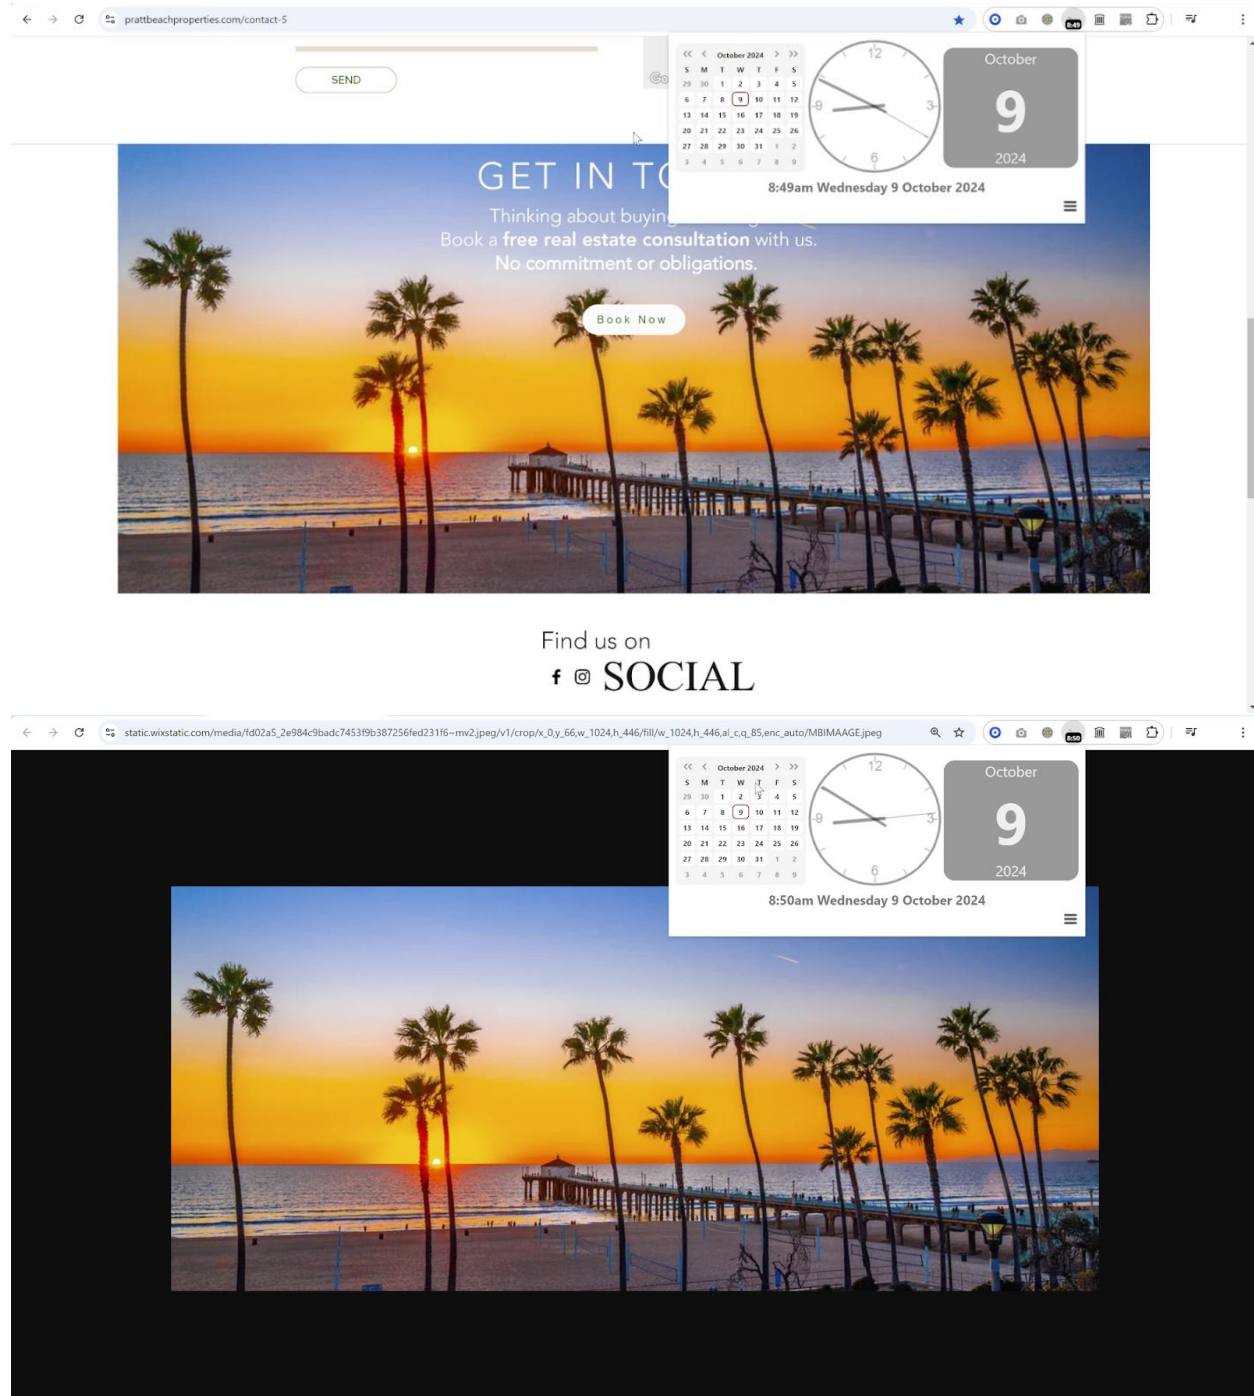 prattbeachproperties.com/contact-5
8:49
SEND
Go
October 2024
S M T W T F S
29 30 1 2 3 4 5
6 7 8 9 10 11 12
13 14 15 16 17 18 19
20 21 22 23 24 25 26
27 28 29 30 31 1 2
3 4 5 6 7 8 9
12
3
6
9
October
9
2024
8:49am Wednesday 9 October 2024
GET IN TO
Thinking about buying
Book a free real estate consultation with us.
No commitment or obligations.
Book Now
Find us on
SOCIAL
static.wixstatic.com/media/fd02a5_2e984c9badc7453f9b387256fed231f6~mv2.jpeg/v1/crop/x_0,y_66,w_1024,h_446/fill/w_1024,h_446,al_c,q_85,enc_auto/MBIMAAGE.jpeg
8:50
October 2024
S M T W T F S
29 30 1 2 3 4 5
6 7 8 9 10 11 12
13 14 15 16 17 18 19
20 21 22 23 24 25 26
27 28 29 30 31 1 2
3 4 5 6 7 8 9
12
3
6
9
October
9
2024
8:50am Wednesday 9 October 2024